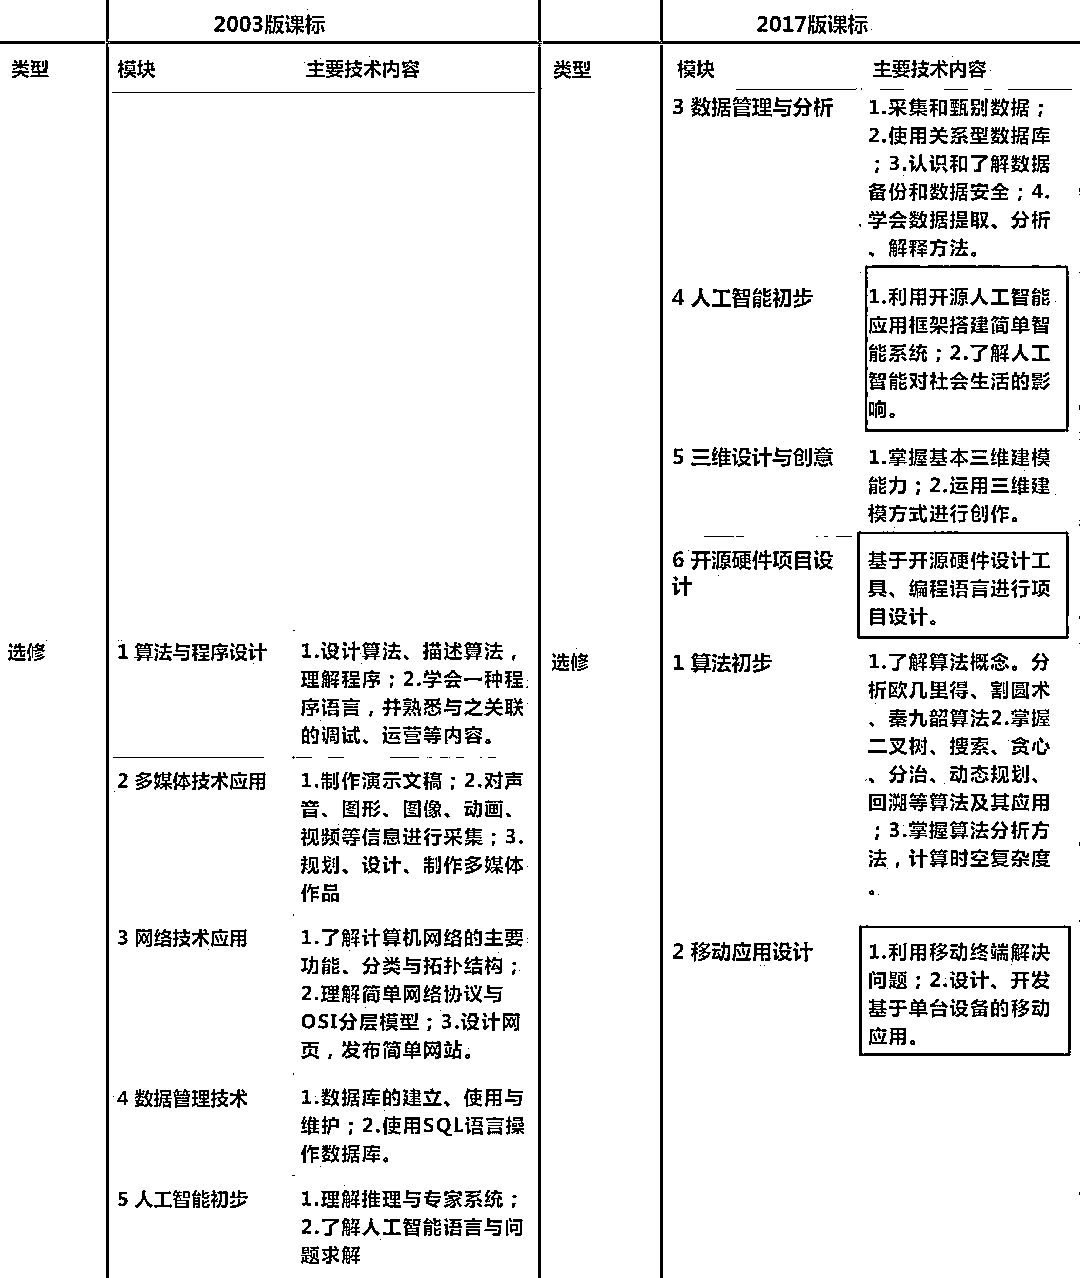 2003版课标
2017版课标
类型
模块
主要技术内容
类型
模块
主要技术内容
3 数据管理与分析
1.采集和甄别数据；
2.使用关系型数据库
；3.认识和了解数据
备份和数据安全；4.
学会数据提取、分析
、解释方法。
4 人工智能初步
1.利用开源人工智能
应用框架搭建简单智
能系统；2.了解人工
智能对社会生活的影
响。
5 三维设计与创意
1.掌握基本三维建模
能力；2.运用三维建
模方式进行创作。
6 开源硬件项目设
计
基于开源硬件设计工
具、编程语言进行项
目设计。
选修
1 算法与程序设计
1.设计算法、描述算法，
理解程序；2.学会一种程
序语言，并熟悉与之关联
的调试、运营等内容。
2 多媒体技术应用
1.制作演示文稿；2.对声
音、图形、图像、动画、
视频等信息进行采集；3.
规划、设计、制作多媒体
作品
3 网络技术应用
1.了解计算机网络的主要
功能、分类与拓扑结构；
2.理解简单网络协议与
OSI分层模型；3.设计网
页，发布简单网站。
4 数据管理技术
1.数据库的建立、使用与
维护；2.使用SQL语言操
作数据库。
5 人工智能初步
1.理解推理与专家系统；
2.了解人工智能语言与问
题求解
选修
1 算法初步
1.了解算法概念。分
析欧几里得、割圆术
、秦九韶算法2.掌握
二叉树、搜索、贪心
、分治、动态规划、
回溯等算法及其应用
；3.掌握算法分析方
法，计算时空复杂度
。
2 移动应用设计
1.利用移动终端解决
问题；2.设计、开发
基于单台设备的移动
应用。